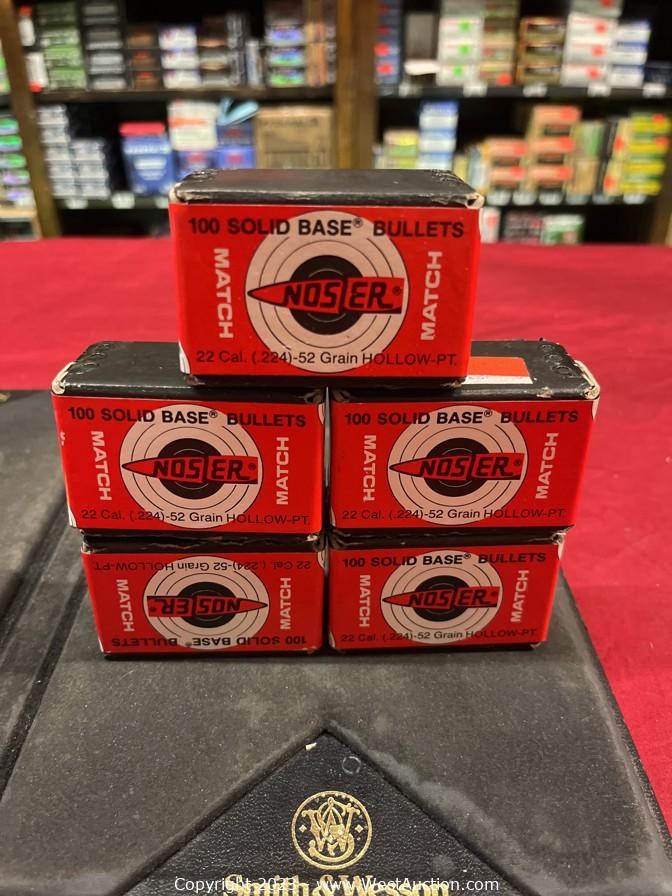 100 SOLID BASE® BULLETS
MATCH
NOSLER®
MATCH
22 Cal. (.224)-52 Grain HOLLOW-PT.
100 SOLID BASE® BULLETS
MATCH
NOSLER®
MATCH
22 Cal. (.224)-52 Grain HOLLOW-PT.
100 SOLID BASE® BULLETS
MATCH
NOSLER®
MATCH
22 Cal. (.224)-52 Grain HOLLOW-PT.
100 SOLID BASE® BULLETS
MATCH
NOSLER®
MATCH
22 Cal. (.224)-52 Grain HOLLOW-PT.
100 SOLID BASE® BULLETS
MATCH
NOSLER®
MATCH
22 Cal. (.224)-52 Grain HOLLOW-PT.
Smith & Wesson
Copyright 2023 - www.WestAuction.com